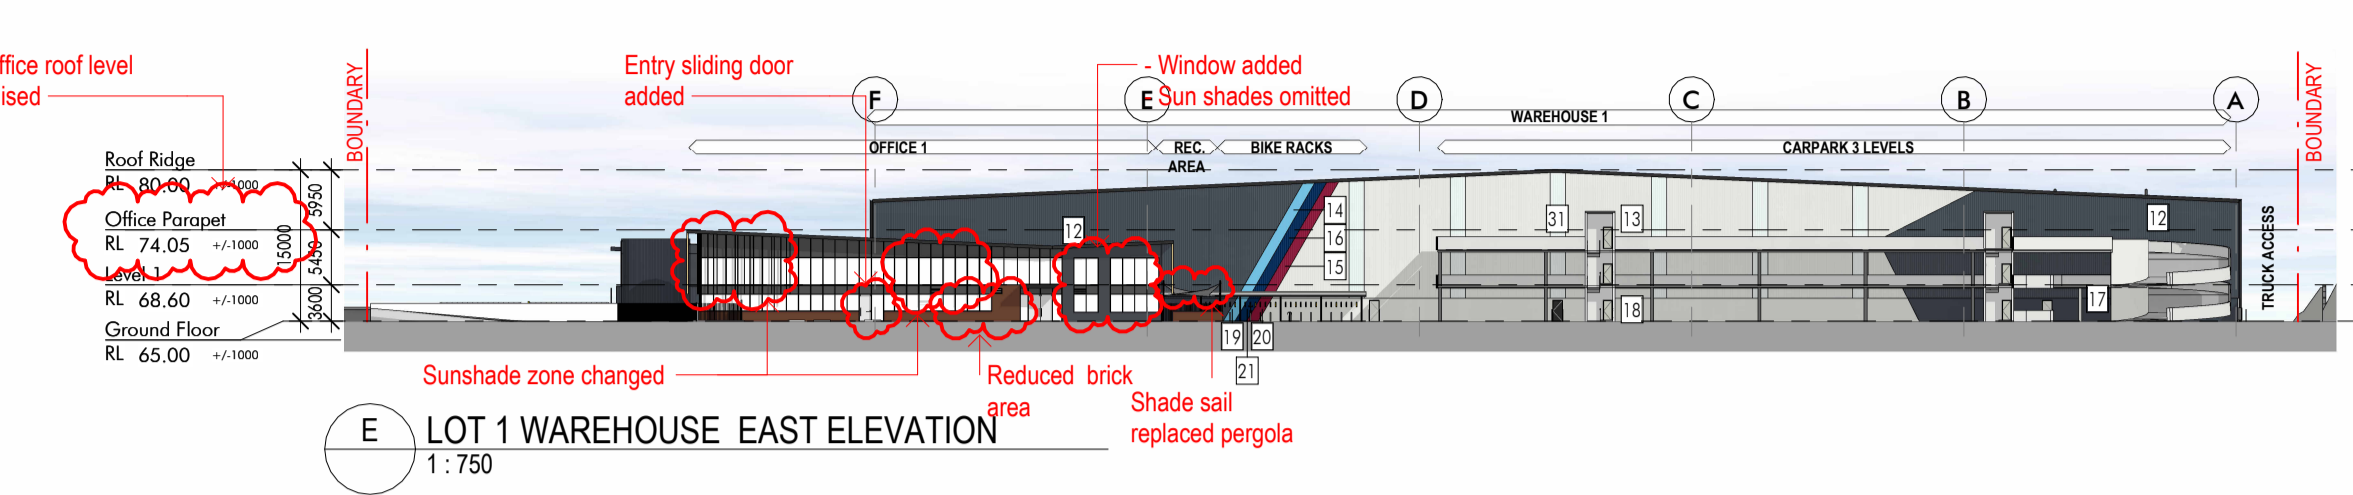 ffice roof level
ised
BOUNDARY
Entry sliding door
added
- Window added
- Sun shades omitted
F
E
D
C
B
A
BOUNDARY
WAREHOUSE 1
OFFICE 1
REC.
AREA
BIKE RACKS
CARPARK 3 LEVELS
Roof Ridge
RL 80.00 +/-1000
Office Parapet
RL 74.05 +/-1000
Level 1
RL 68.60 +/-1000
Ground Floor
RL 65.00 +/-1000
5950
5450
3600
15000
12
14
16
15
31
13
18
12
17
TRUCK ACCESS
19
20
21
Sunshade zone changed
Reduced brick
area
Shade sail
replaced pergola
E
LOT 1 WAREHOUSE EAST ELEVATION
1 : 750